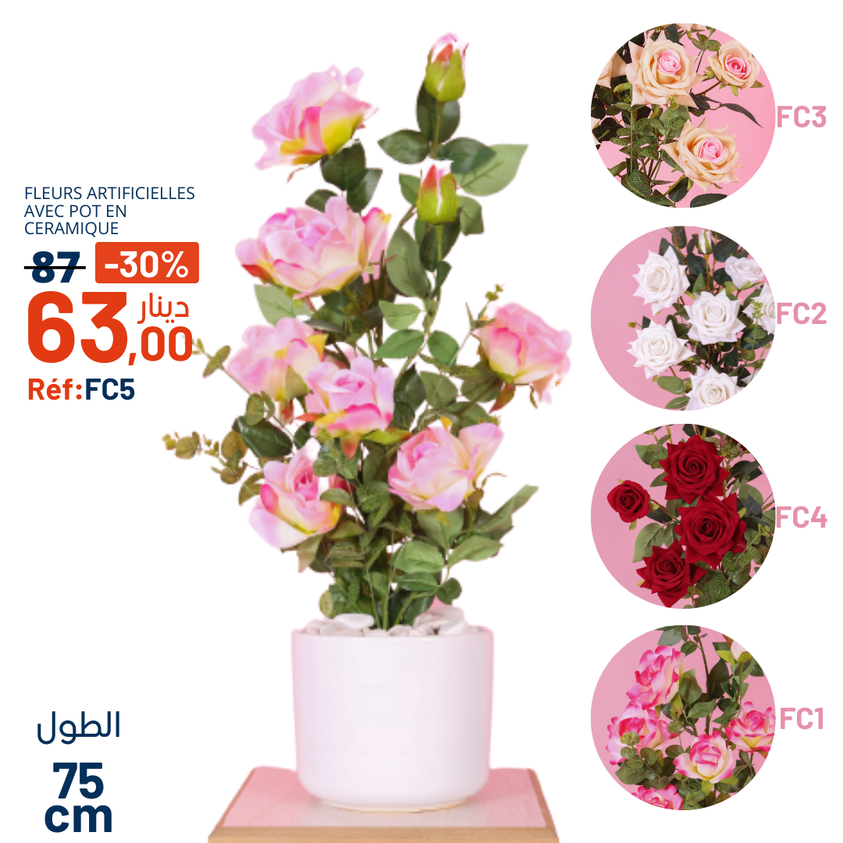 FLEURS ARTIFICIELLES
AVEC POT EN
CERAMIQUE
87 -30%
63,00 دينار
Réf:FC5
الطول
75
cm
FC3
FC2
FC4
FC1